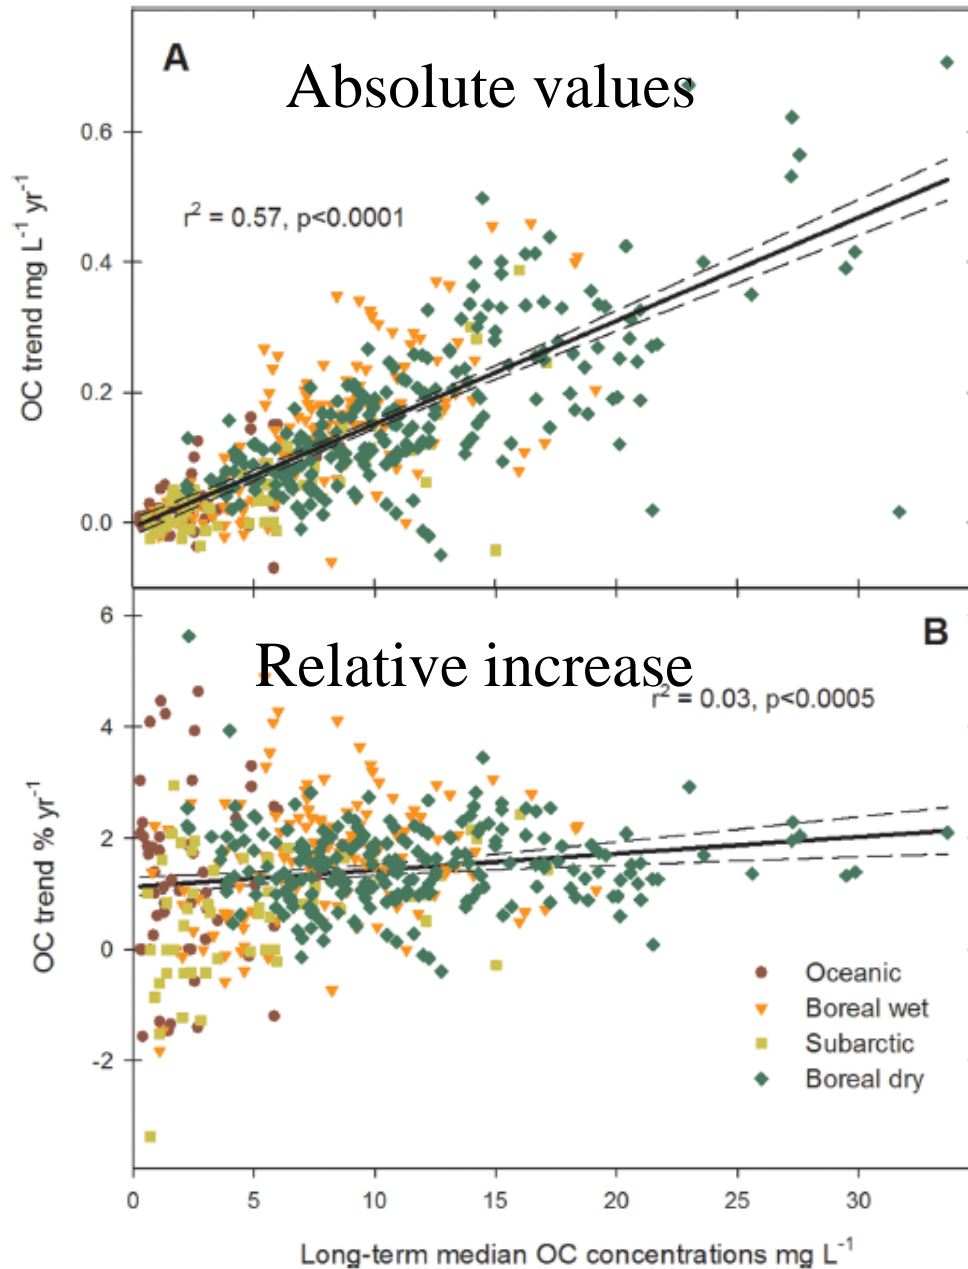 A
Absolute values
0.6
r² = 0.57, p<0.0001
0.4
0.2
0.0
OC trend mg L⁻¹ yr⁻¹
B
Relative increase
r² = 0.03, p<0.0005
6
4
2
0
-2
OC trend % yr⁻¹
Oceanic
Boreal wet
Subarctic
Boreal dry
0 5 10 15 20 25 30
Long-term median OC concentrations mg L⁻¹